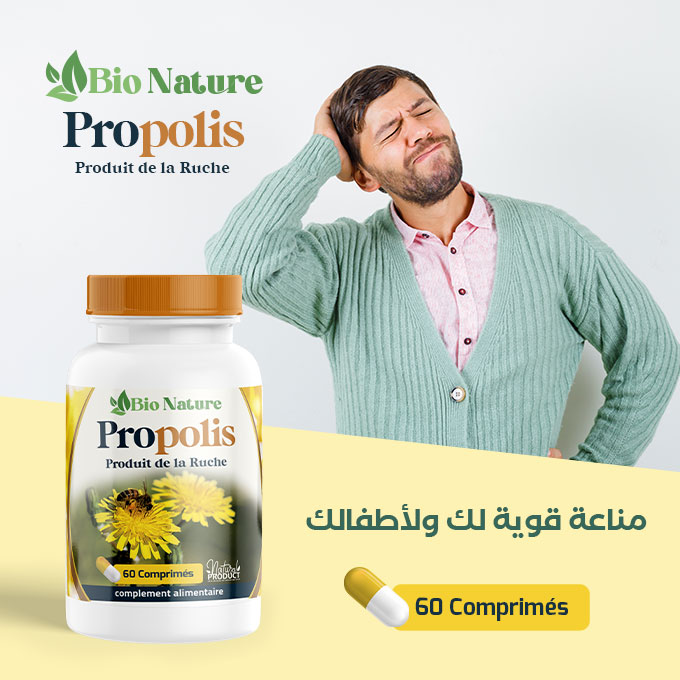 Bio Nature
Propolis
Produit de la Ruche
Bio Nature
Propolis
Produit de la Ruche
60 Comprimés
Natural
PRODUCT
complement alimentaire
مناعة قوية لك ولأطفالك
60 Comprimés